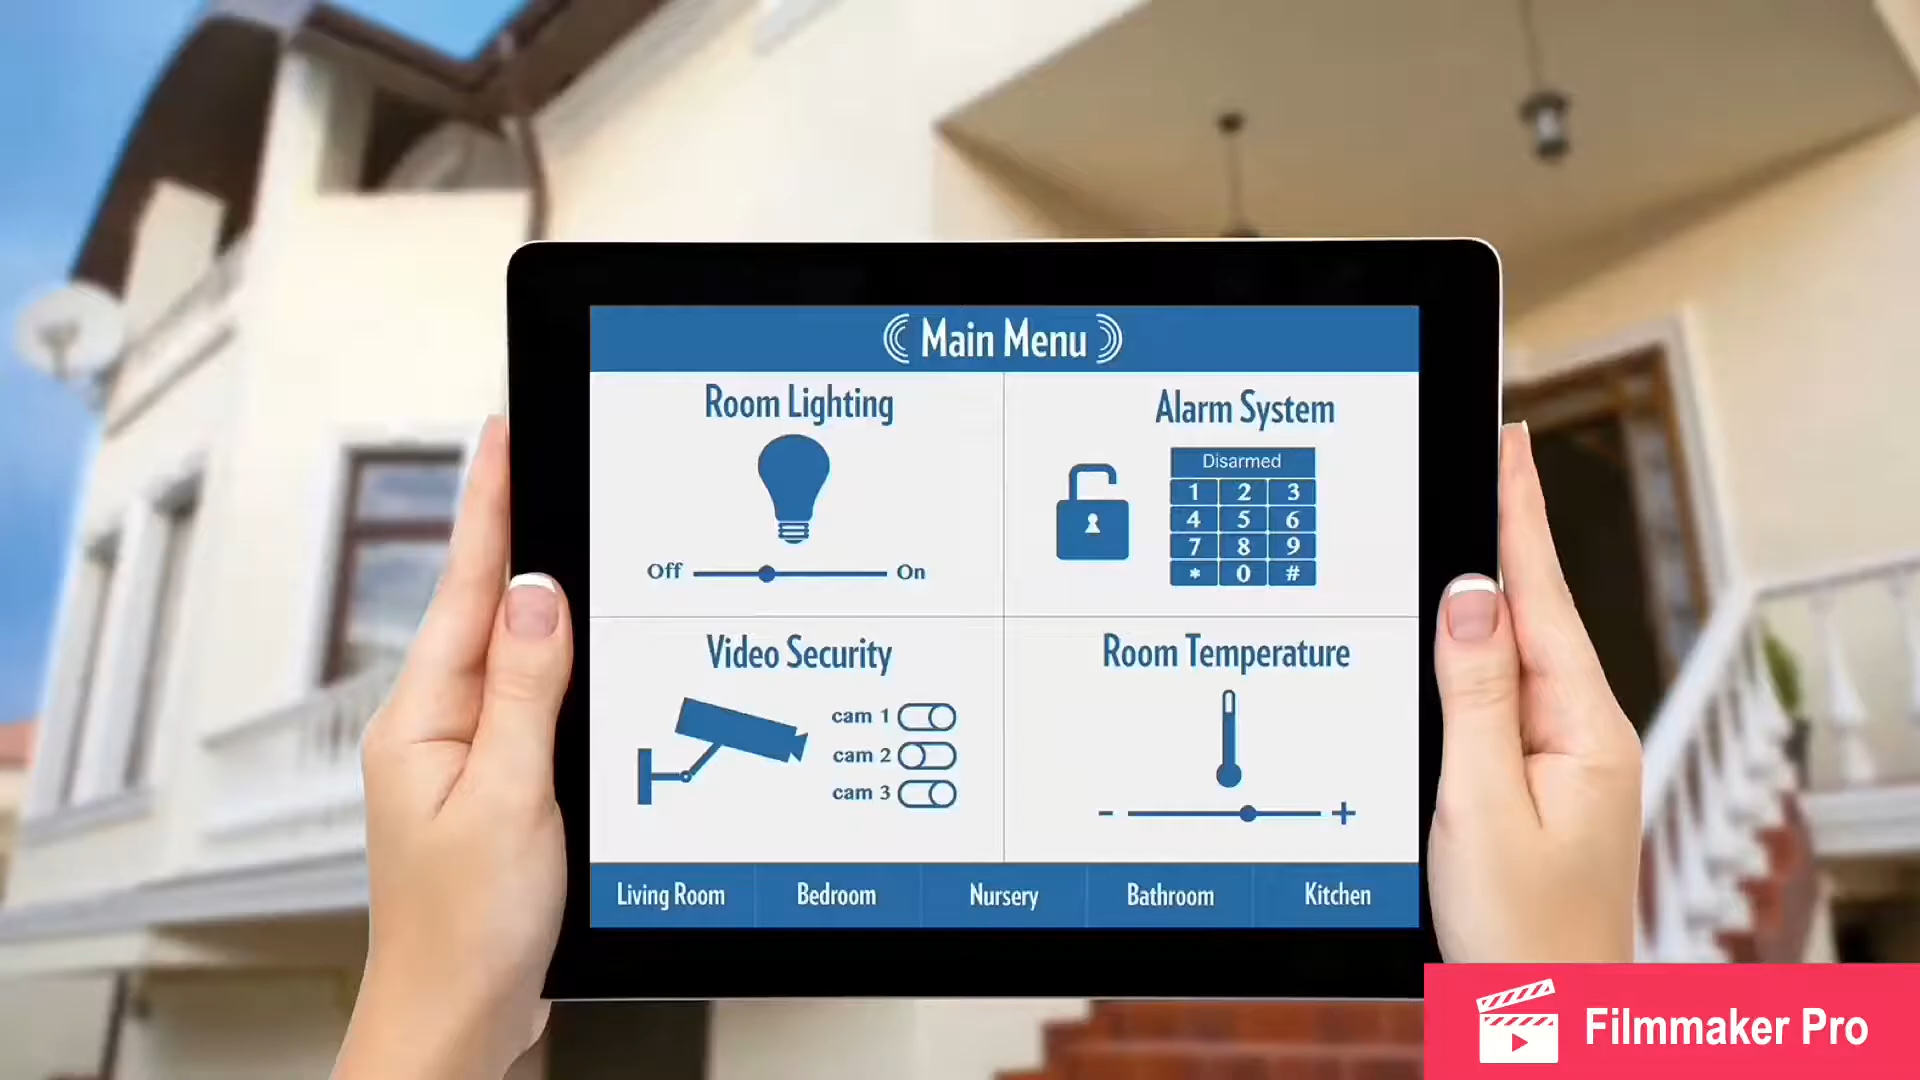 Main Menu
Room Lighting
Off On
Alarm System
Disarmed
1 2 3
4 5 6
7 8 9
* 0 #
Video Security
cam 1
cam 2
cam 3
Room Temperature
- +
Living Room Bedroom Nursery Bathroom Kitchen
Filmmaker Pro